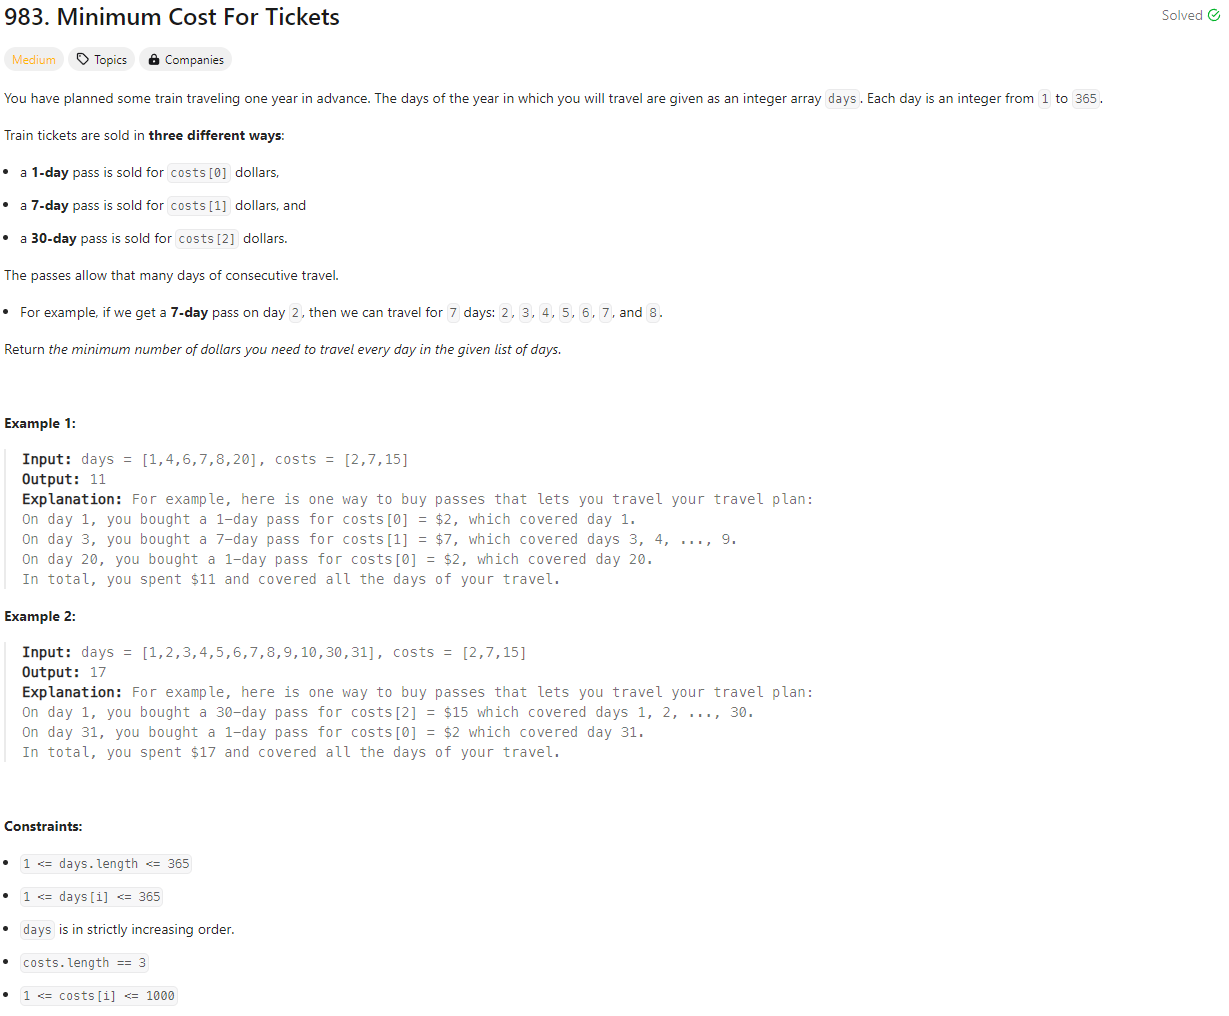 983. Minimum Cost For Tickets
Solved
Medium
Topics
Companies
You have planned some train traveling one year in advance. The days of the year in which you will travel are given as an integer array days. Each day is an integer from 1 to 365.
Train tickets are sold in three different ways:
• a 1-day pass is sold for costs[0] dollars,
• a 7-day pass is sold for costs[1] dollars, and
• a 30-day pass is sold for costs[2] dollars.
The passes allow that many days of consecutive travel.
• For example, if we get a 7-day pass on day 2, then we can travel for 7 days: 2, 3, 4, 5, 6, 7, and 8.
Return the minimum number of dollars you need to travel every day in the given list of days.
Example 1:
Input: days = [1,4,6,7,8,20], costs = [2,7,15]
Output: 11
Explanation: For example, here is one way to buy passes that lets you travel your travel plan:
On day 1, you bought a 1-day pass for costs[0] = $2, which covered day 1.
On day 3, you bought a 7-day pass for costs[1] = $7, which covered days 3, 4, ..., 9.
On day 20, you bought a 1-day pass for costs[0] = $2, which covered day 20.
In total, you spent $11 and covered all the days of your travel.
Example 2:
Input: days = [1,2,3,4,5,6,7,8,9,10,30,31], costs = [2,7,15]
Output: 17
Explanation: For example, here is one way to buy passes that lets you travel your travel plan:
On day 1, you bought a 30-day pass for costs[2] = $15 which covered days 1, 2, ..., 30.
On day 31, you bought a 1-day pass for costs[0] = $2 which covered day 31.
In total, you spent $17 and covered all the days of your travel.
Constraints:
• 1 <= days.length <= 365
• 1 <= days[i] <= 365
• days is in strictly increasing order.
• costs.length == 3
• 1 <= costs[i] <= 1000